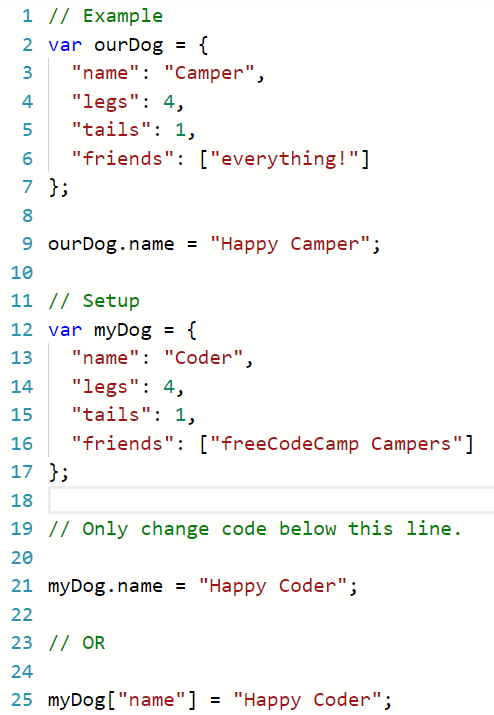 1 // Example
2 var ourDog = {
3   "name": "Camper",
4   "legs": 4,
5   "tails": 1,
6   "friends": ["everything!"]
7 };
8
9 ourDog.name = "Happy Camper";
10
11 // Setup
12 var myDog = {
13   "name": "Coder",
14   "legs": 4,
15   "tails": 1,
16   "friends": ["freeCodeCamp Campers"]
17 };
18
19 // Only change code below this line.
20
21 myDog.name = "Happy Coder";
22
23 // OR
24
25 myDog["name"] = "Happy Coder";